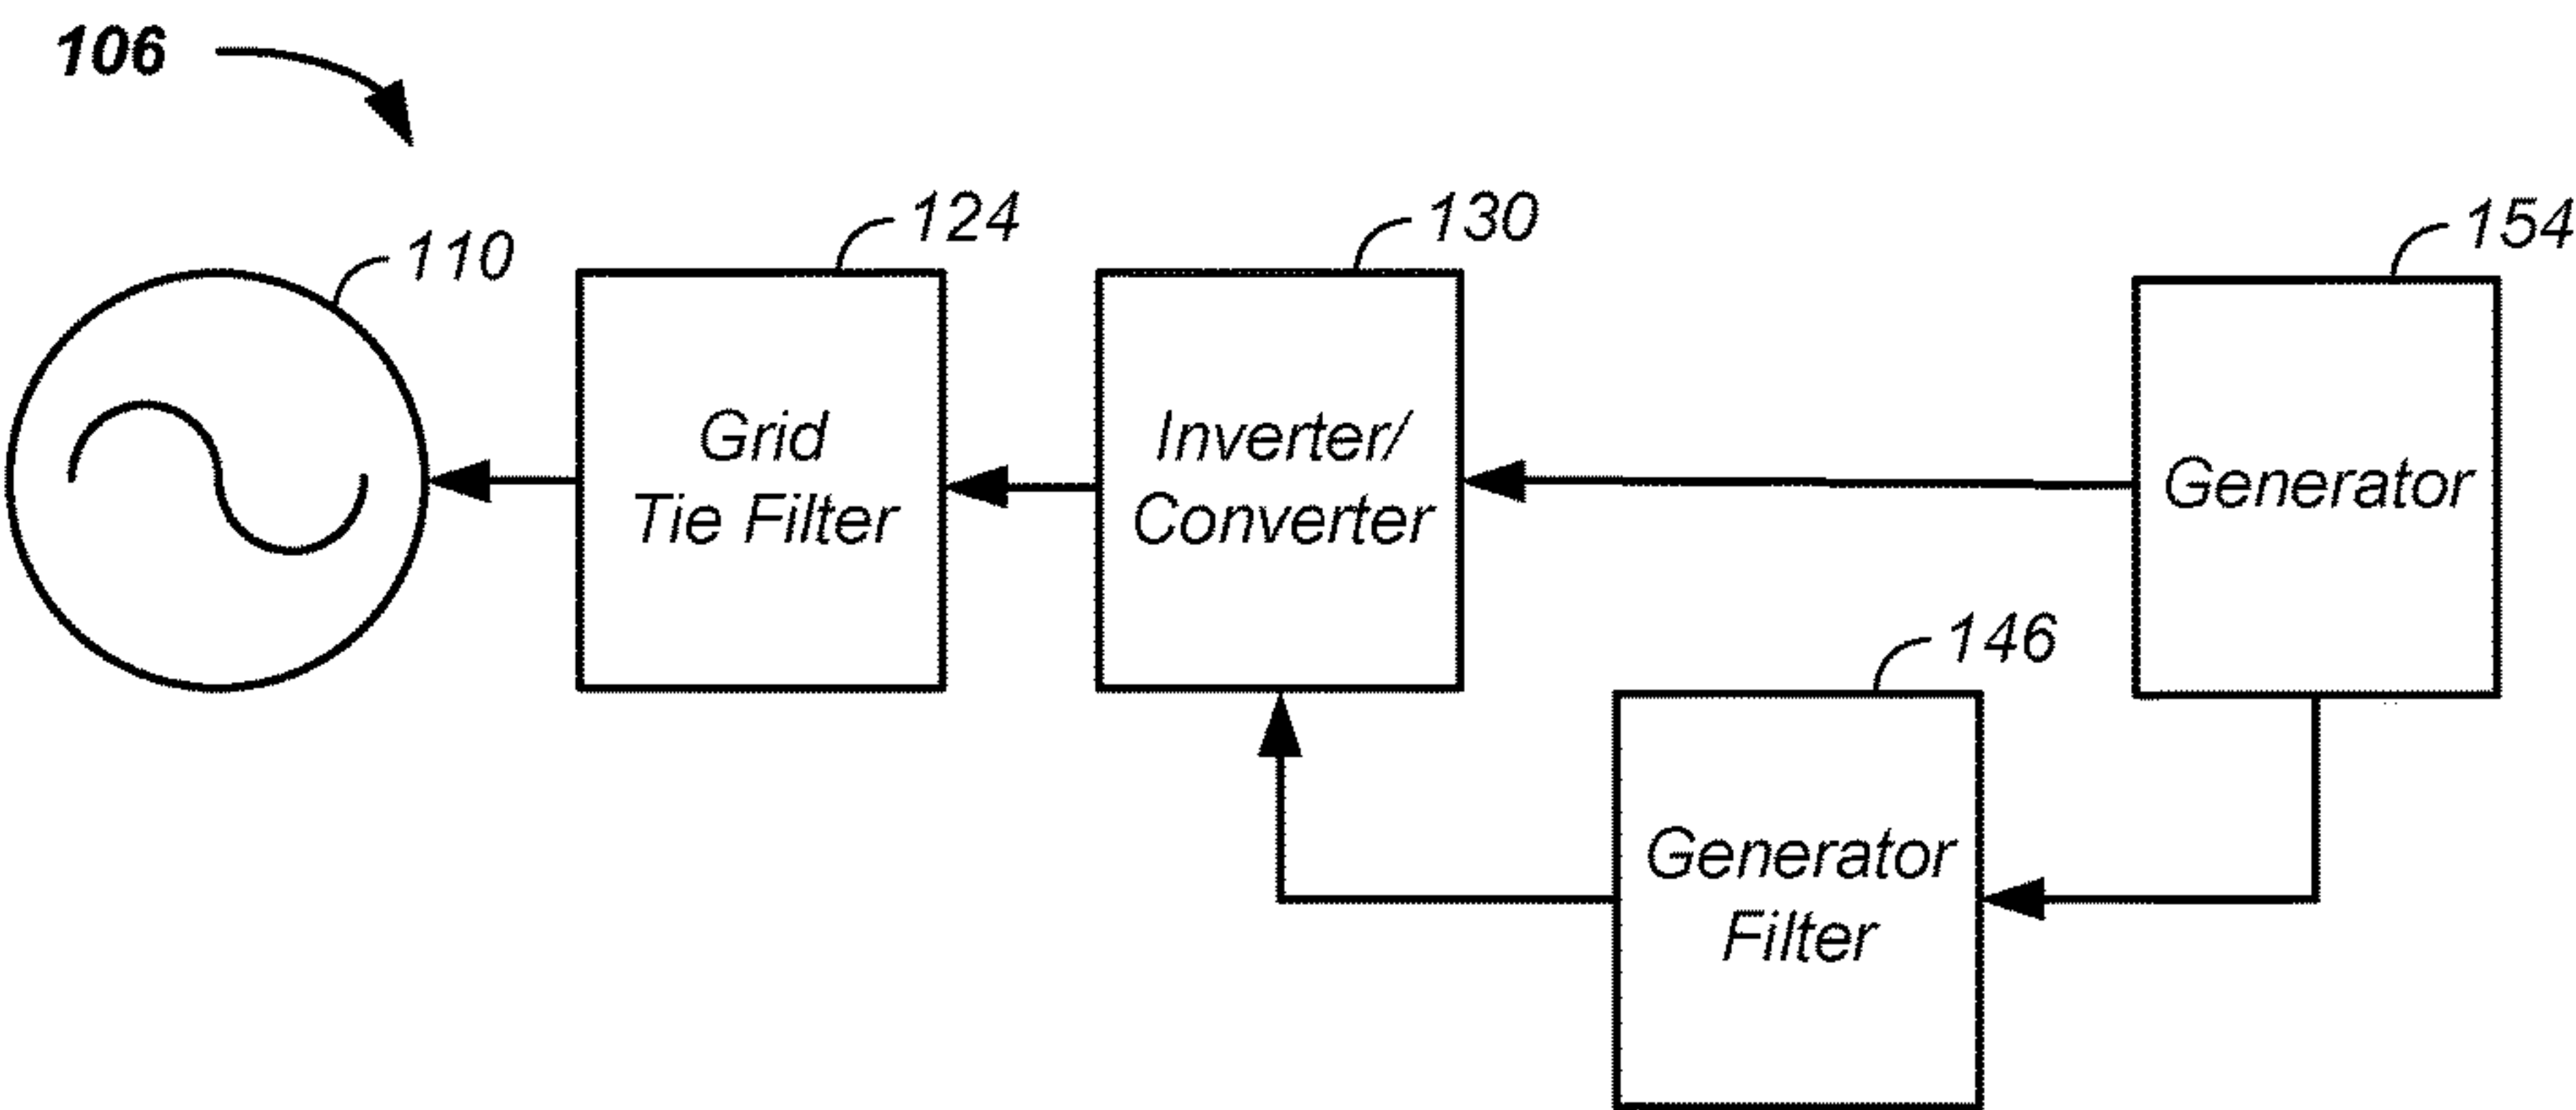 106
110
124
130
154
Grid
Tie Filter
Inverter/
Converter
Generator
146
Generator
Filter